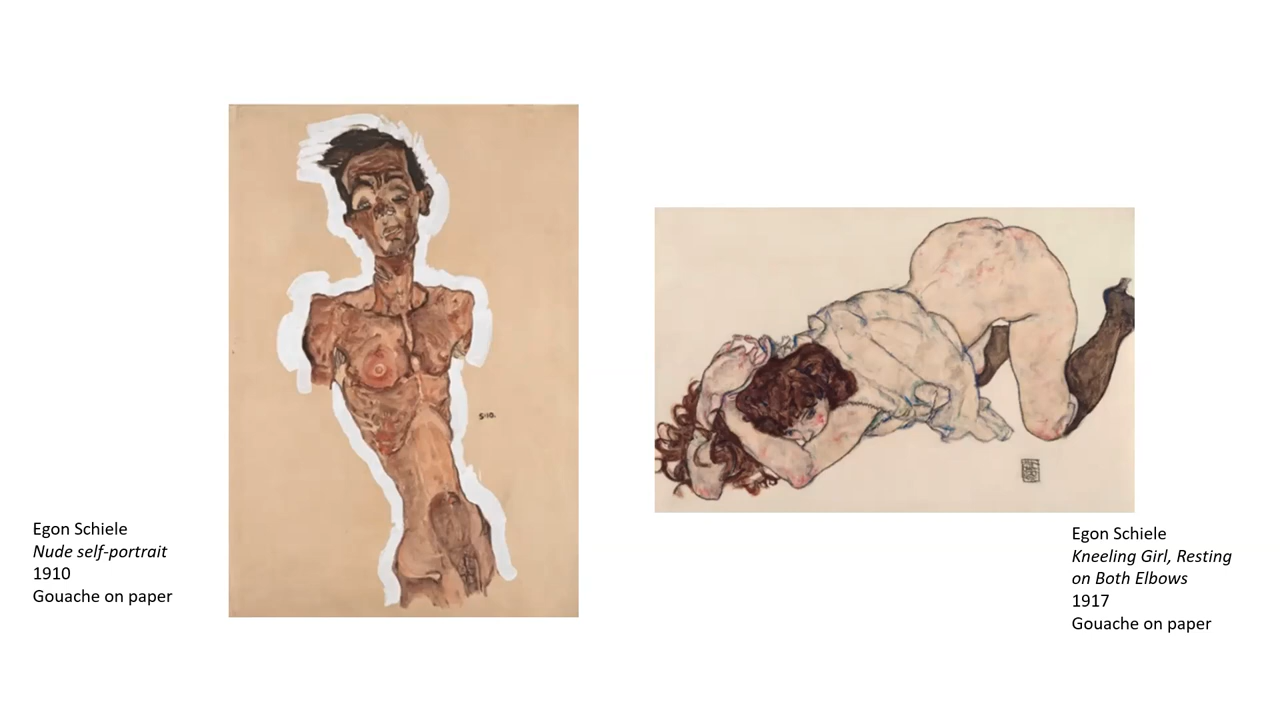 Egon Schiele
Nude self-portrait
1910
Gouache on paper
S.10.
Egon Schiele
Kneeling Girl, Resting
on Both Elbows
1917
Gouache on paper